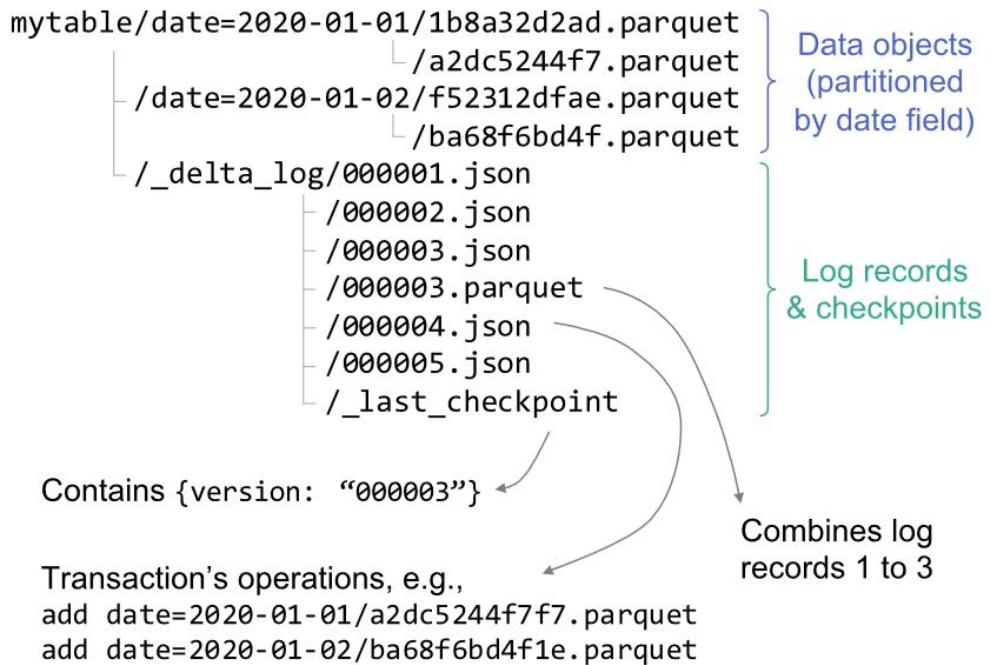 mytable/date=2020-01-01/1b8a32d2ad.parquet
/a2dc5244f7.parquet
/date=2020-01-02/f52312dfae.parquet
/ba68f6bd4f.parquet
Data objects
(partitioned
by date field)
/_delta_log/000001.json
/000002.json
/000003.json
/000003.parquet
/000004.json
/000005.json
/_last_checkpoint
Log records
& checkpoints
Contains {version: “000003”}
Combines log
records 1 to 3
Transaction’s operations, e.g.,
add date=2020-01-01/a2dc5244f7f7.parquet
add date=2020-01-02/ba68f6bd4f1e.parquet